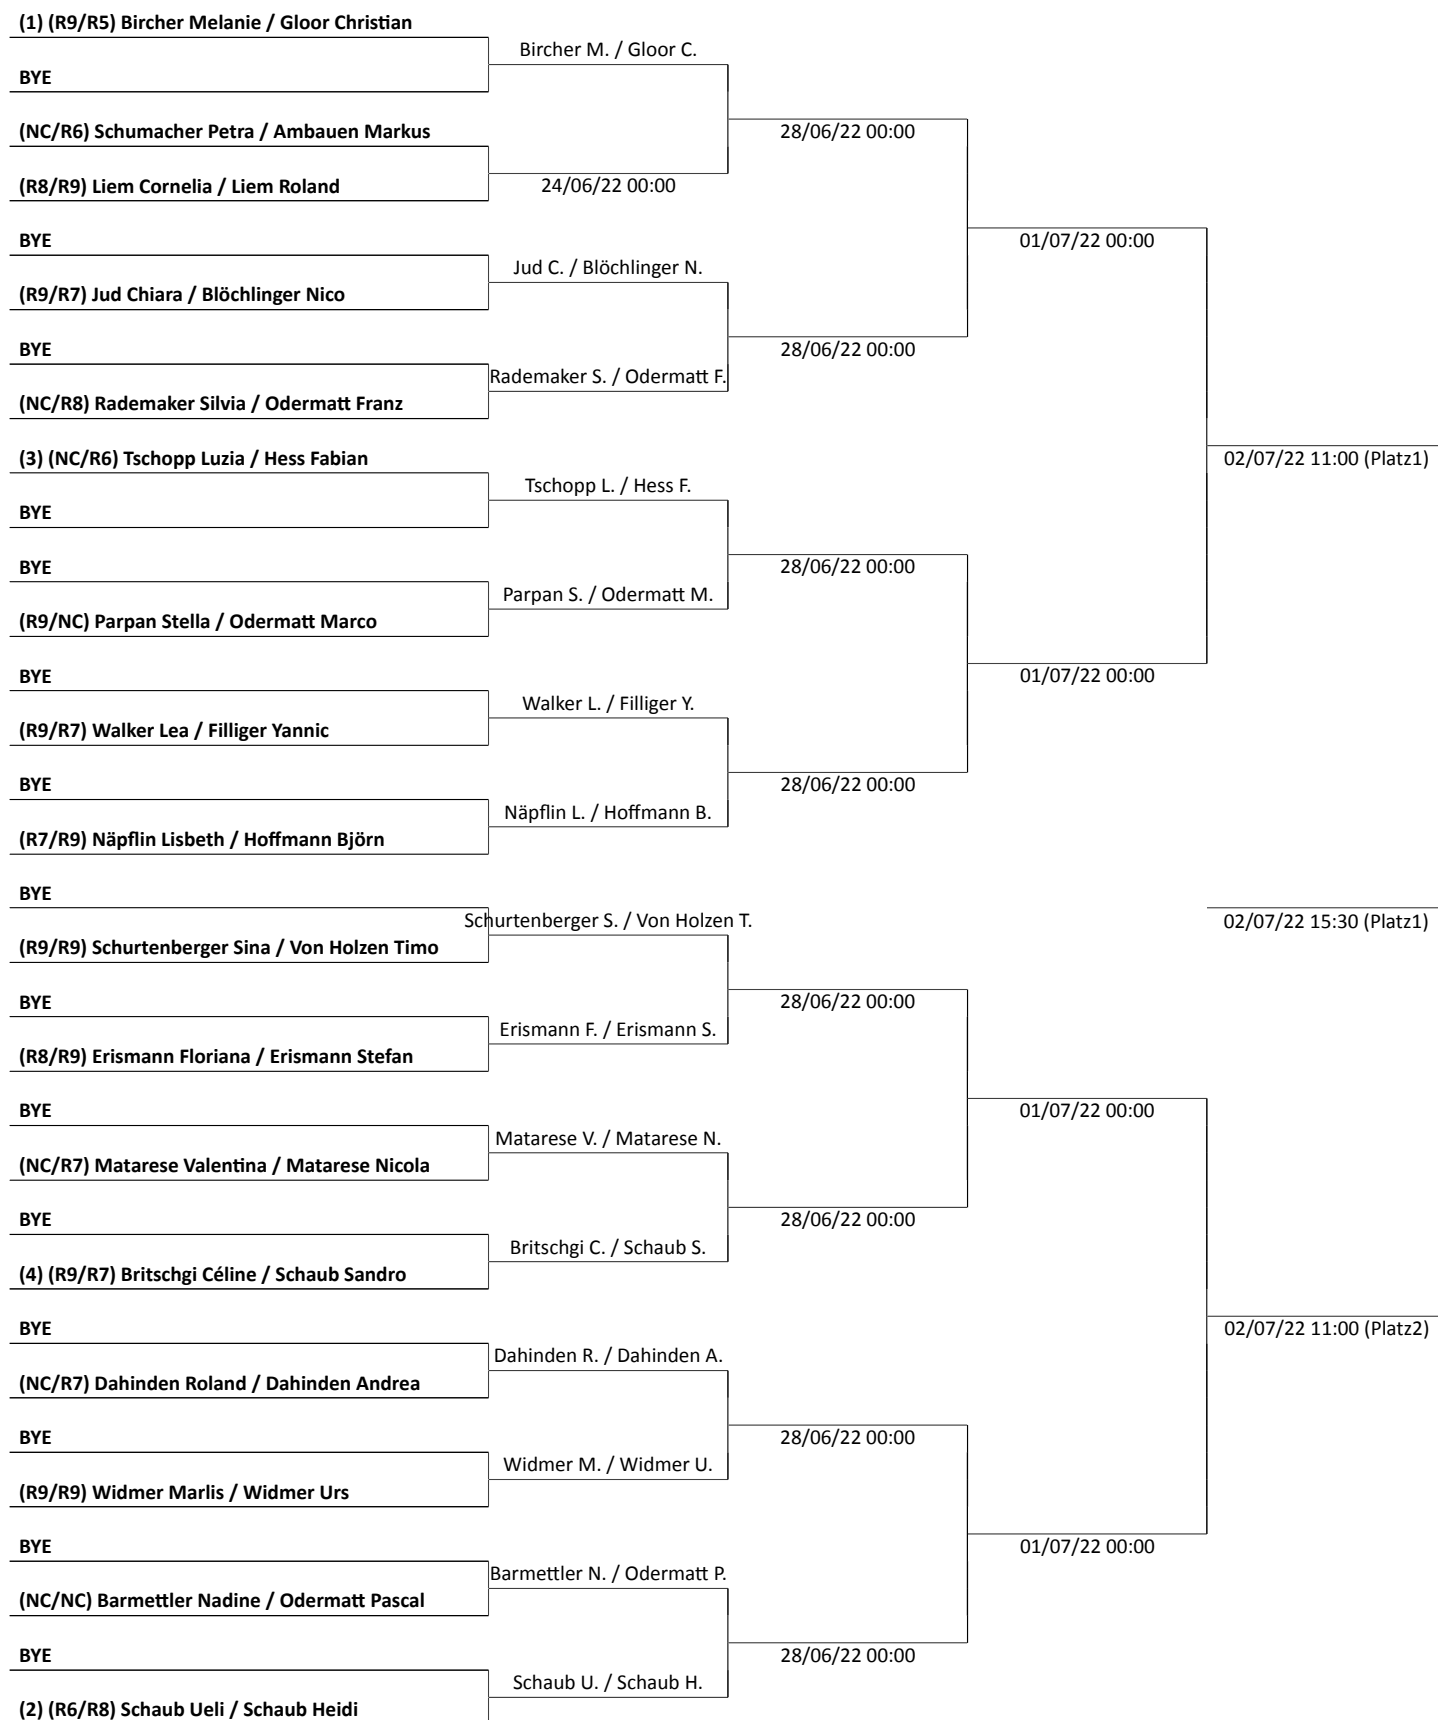 (1) (R9/R5) Bircher Melanie / Gloor Christian
Bircher M. / Gloor C.
BYE
(NC/R6) Schumacher Petra / Ambauen Markus
28/06/22 00:00
(R8/R9) Liem Cornelia / Liem Roland
24/06/22 00:00
BYE
01/07/22 00:00
Jud C. / Blöchlinger N.
(R9/R7) Jud Chiara / Blöchlinger Nico
BYE
28/06/22 00:00
Rademaker S. / Odermatt F.
(NC/R8) Rademaker Silvia / Odermatt Franz
(3) (NC/R6) Tschopp Luzia / Hess Fabian
02/07/22 11:00 (Platz1)
Tschopp L. / Hess F.
BYE
BYE
28/06/22 00:00
Parpan S. / Odermatt M.
(R9/NC) Parpan Stella / Odermatt Marco
BYE
01/07/22 00:00
Walker L. / Filliger Y.
(R9/R7) Walker Lea / Filliger Yannic
BYE
28/06/22 00:00
Näpflin L. / Hoffmann B.
(R7/R9) Näpflin Lisbeth / Hoffmann Björn
BYE
Schurtenberger S. / Von Holzen T.
02/07/22 15:30 (Platz1)
(R9/R9) Schurtenberger Sina / Von Holzen Timo
BYE
28/06/22 00:00
Erismann F. / Erismann S.
(R8/R9) Erismann Floriana / Erismann Stefan
BYE
01/07/22 00:00
Matarese V. / Matarese N.
(NC/R7) Matarese Valentina / Matarese Nicola
BYE
28/06/22 00:00
Britschgi C. / Schaub S.
(4) (R9/R7) Britschgi Céline / Schaub Sandro
BYE
02/07/22 11:00 (Platz2)
Dahinden R. / Dahinden A.
(NC/R7) Dahinden Roland / Dahinden Andrea
BYE
28/06/22 00:00
Widmer M. / Widmer U.
(R9/R9) Widmer Marlis / Widmer Urs
BYE
01/07/22 00:00
Barmettler N. / Odermatt P.
(NC/NC) Barmettler Nadine / Odermatt Pascal
BYE
28/06/22 00:00
Schaub U. / Schaub H.
(2) (R6/R8) Schaub Ueli / Schaub Heidi